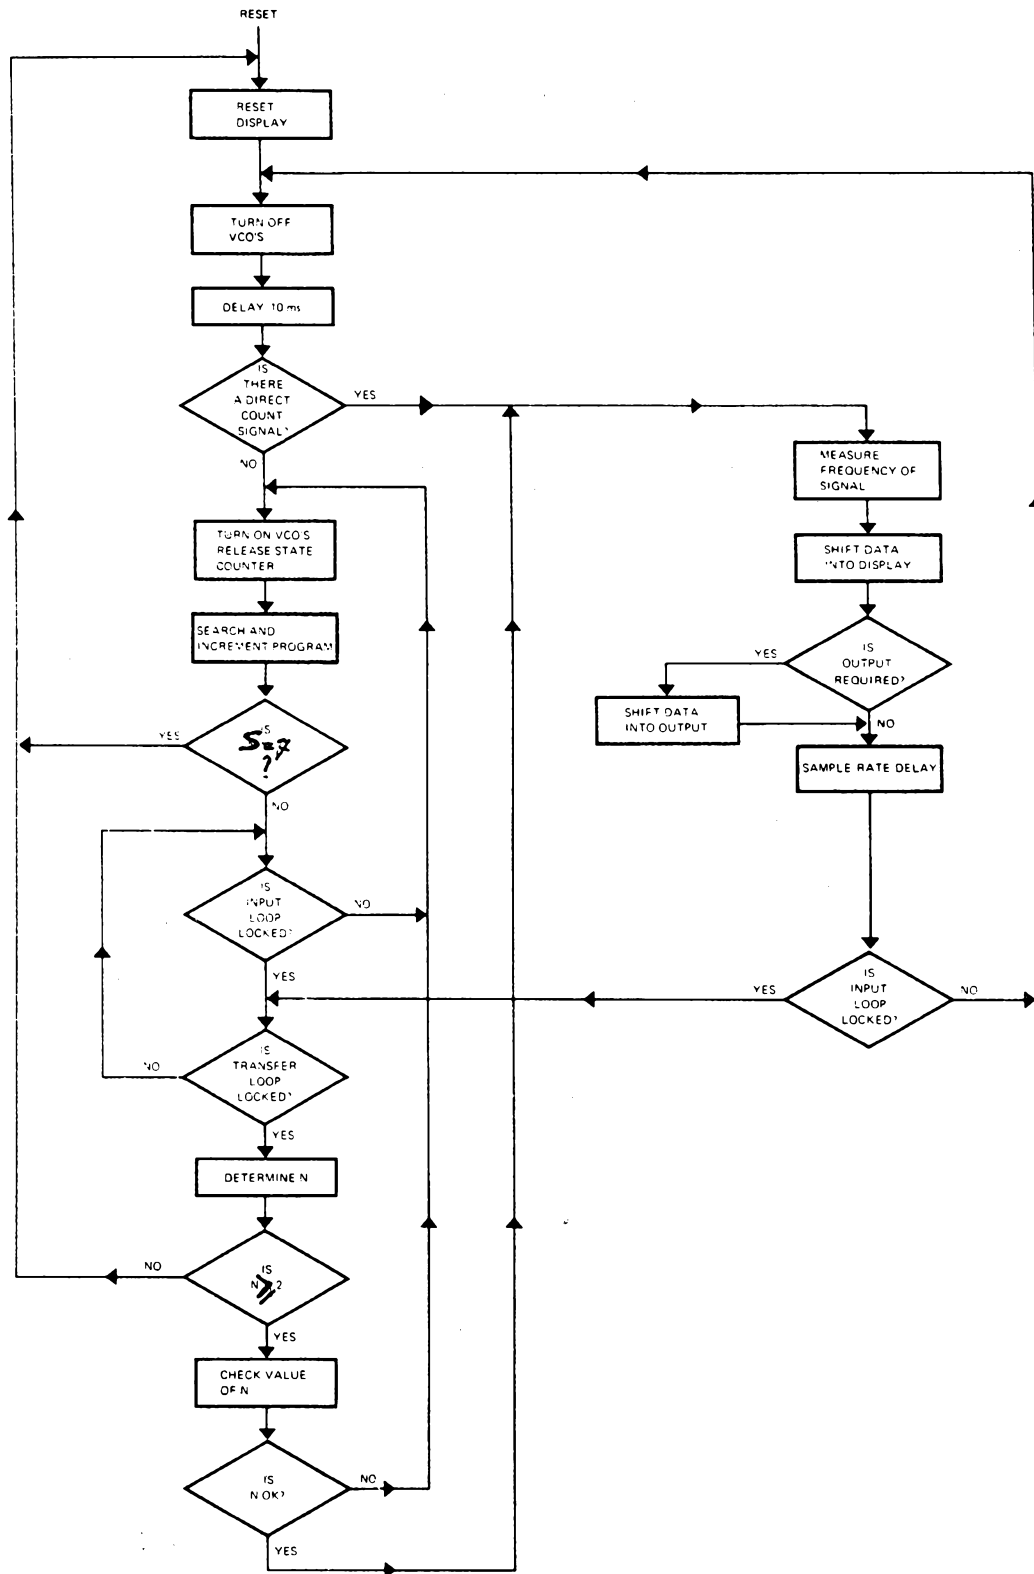 RESET
RESET
DISPLAY
TURN OFF
VCO'S
DELAY 10 ms
IS
THERE
A DIRECT
COUNT
SIGNAL?
YES
NO
MEASURE
FREQUENCY OF
SIGNAL
TURN ON VCO'S
RELEASE STATE
COUNTER
SHIFT DATA
INTO DISPLAY
SEARCH AND
INCREMENT PROGRAM
IS
OUTPUT
REQUIRED?
YES
NO
SHIFT DATA
INTO OUTPUT
IS
S = 7
?
YES
NO
SAMPLE RATE DELAY
IS
INPUT
LOOP
LOCKED?
NO
YES
IS
INPUT
LOOP
LOCKED?
YES
NO
IS
TRANSFER
LOOP
LOCKED?
NO
YES
DETERMINE N
IS
N ≥ 2
NO
YES
CHECK VALUE
OF N
IS
N OK?
NO
YES